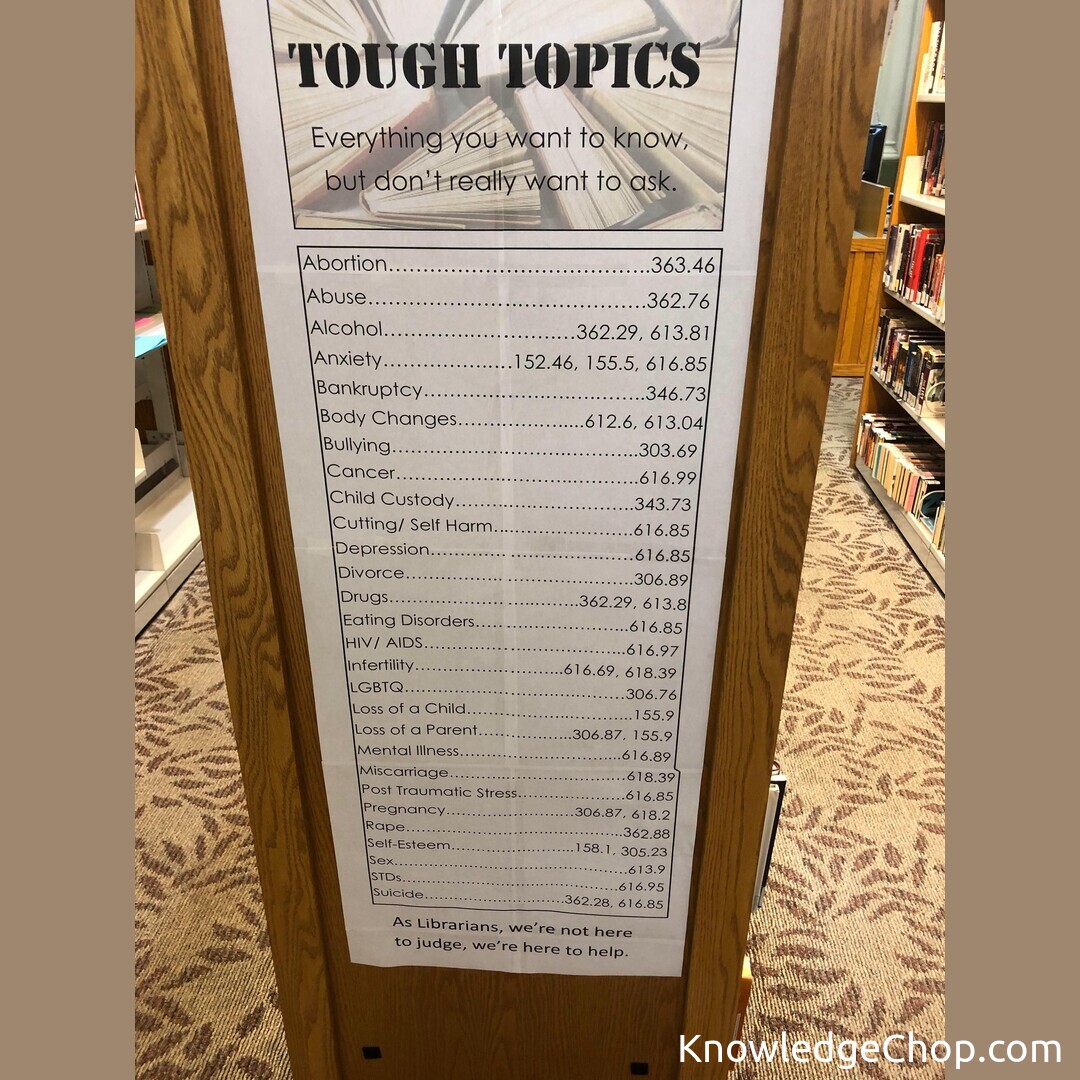 TOUGH TOPICS
Everything you want to know,
but don't really want to ask.
Abortion......................................363.46
Abuse.........................................362.76
Alcohol............................362.29, 613.81
Anxiety......................152.46, 155.5, 616.85
Bankruptcy.................................346.73
Body Changes...................612.6, 613.04
Bullying.....................................303.69
Cancer.....................................616.99
Child Custody...........................343.73
Cutting/ Self Harm.....................616.85
Depression...............................616.85
Divorce...................................306.89
Drugs..............................362.29, 613.8
Eating Disorders........................616.85
HIV/ AIDS................................616.97
Infertility.........................616.69, 618.39
LGBTQ....................................306.76
Loss of a Child............................155.9
Loss of a Parent...............306.87, 155.9
Mental Illness............................616.89
Miscarriage..............................618.39
Post Traumatic Stress...................616.85
Pregnancy......................306.87, 618.2
Rape.......................................362.88
Self-Esteem......................158.1, 305.23
Sex..........................................613.9
STDs.......................................616.95
Suicide.........................362.28, 616.85
As Librarians, we're not here
to judge, we're here to help.
KnowledgeChop.com